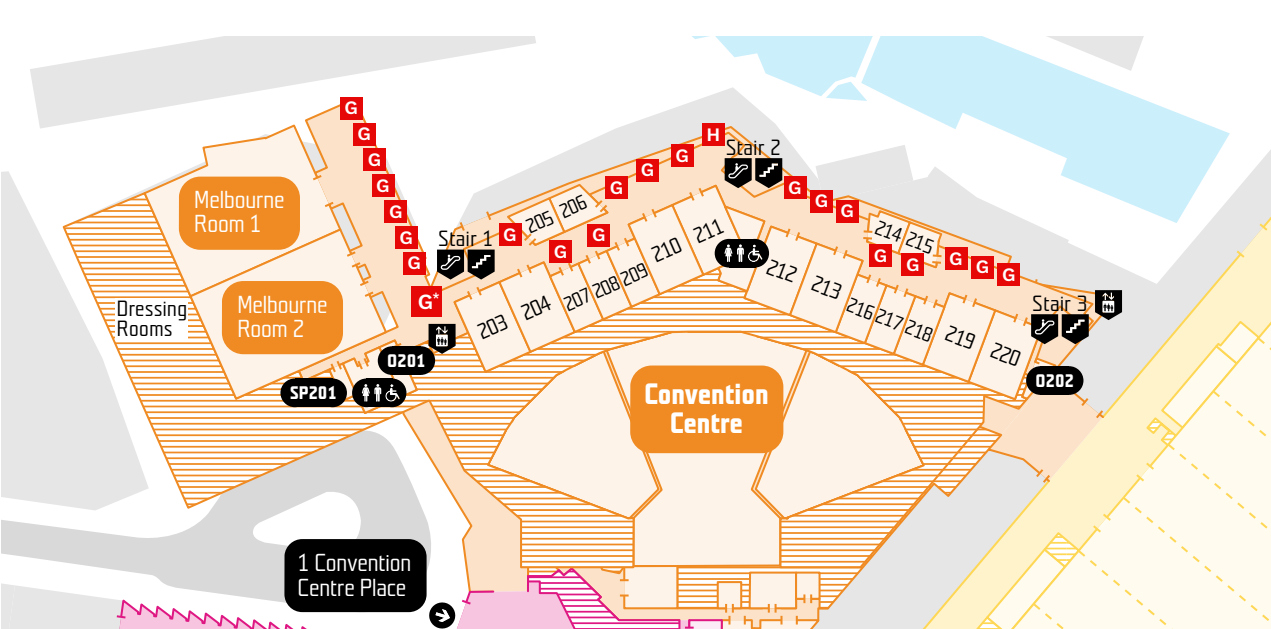 G
G
G
G
G
G
G
G*
Melbourne
Room 1
Melbourne
Room 2
Dressing
Rooms
SP201
0201
Stair 1
G
205
206
G
G
G
G
G
H
Stair 2
203
204
207
208
209
210
211
G
G
G
214
215
G
G
G
G
G
212
213
216
217
218
219
220
Stair 3
0202
Convention
Centre
1 Convention
Centre Place